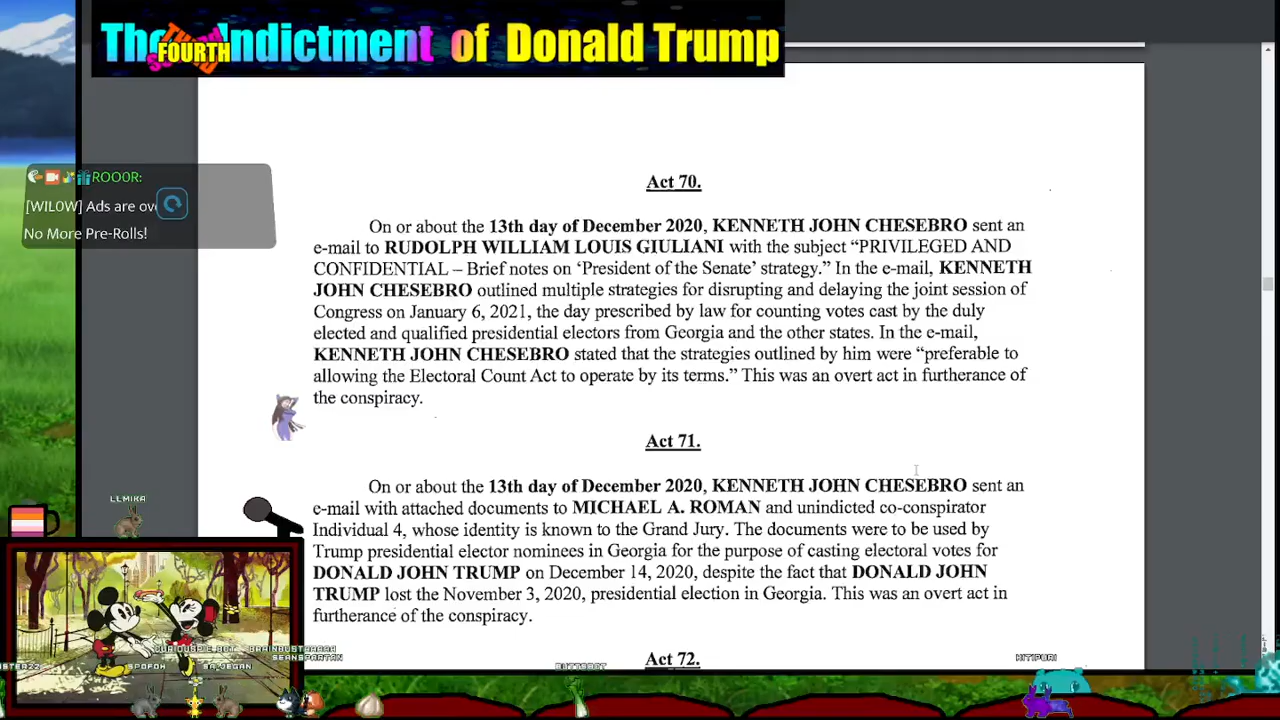 The Indictment of Donald Trump
FOURTH
ROO0R:
[WIL0W] Ads are ove
No More Pre-Rolls!
Act 70.
On or about the 13th day of December 2020, KENNETH JOHN CHESEBRO sent an
e-mail to RUDOLPH WILLIAM LOUIS GIULIANI with the subject “PRIVILEGED AND
CONFIDENTIAL – Brief notes on ‘President of the Senate’ strategy.” In the e-mail, KENNETH
JOHN CHESEBRO outlined multiple strategies for disrupting and delaying the joint session of
Congress on January 6, 2021, the day prescribed by law for counting votes cast by the duly
elected and qualified presidential electors from Georgia and the other states. In the e-mail,
KENNETH JOHN CHESEBRO stated that the strategies outlined by him were “preferable to
allowing the Electoral Count Act to operate by its terms.” This was an overt act in furtherance of
the conspiracy.
Act 71.
On or about the 13th day of December 2020, KENNETH JOHN CHESEBRO sent an
e-mail with attached documents to MICHAEL A. ROMAN and unindicted co-conspirator
Individual 4, whose identity is known to the Grand Jury. The documents were to be used by
Trump presidential elector nominees in Georgia for the purpose of casting electoral votes for
DONALD JOHN TRUMP on December 14, 2020, despite the fact that DONALD JOHN
TRUMP lost the November 3, 2020, presidential election in Georgia. This was an overt act in
furtherance of the conspiracy.
Act 72.
LLMIKA
SEANSPARTAN
SPOPOH
BUTTSBOT
KITIPURI